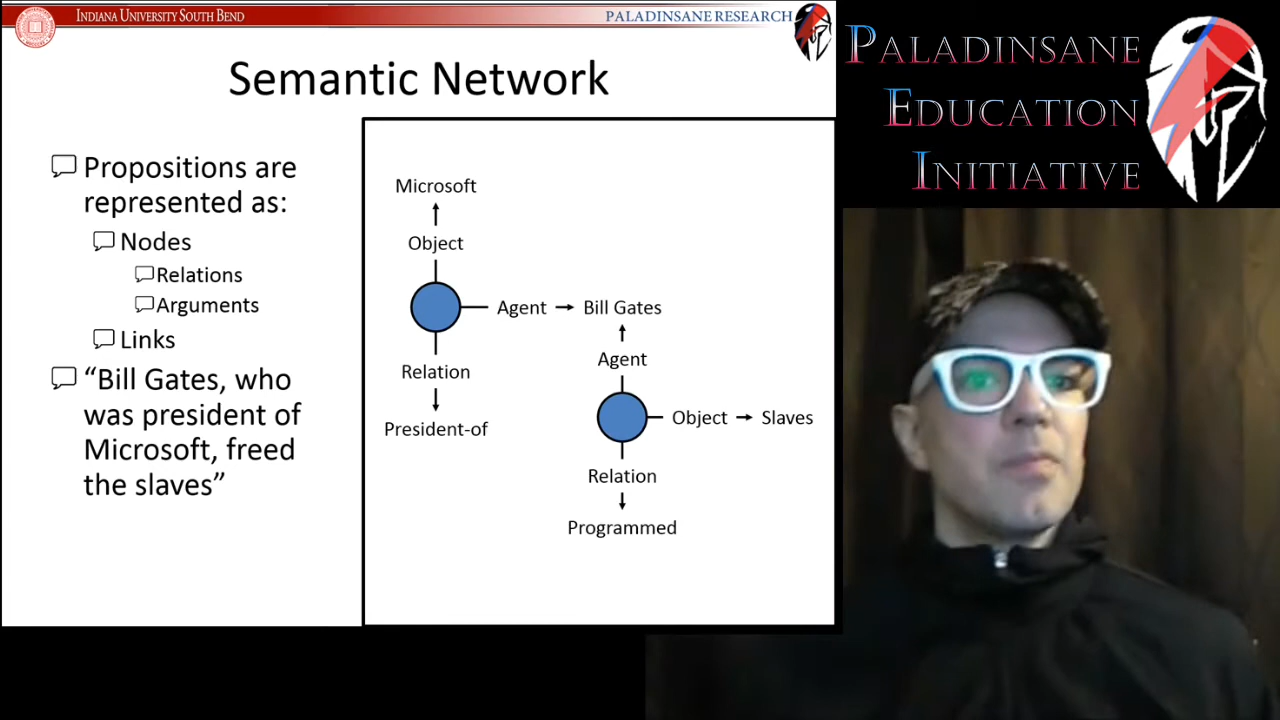 INDIANA UNIVERSITY SOUTH BEND
PALADINSANE RESEARCH
PALADINSANE
EDUCATION
INITIATIVE
Semantic Network
Propositions are
represented as:
Nodes
Relations
Arguments
Links
“Bill Gates, who
was president of
Microsoft, freed
the slaves”
Microsoft
Object
Agent
Bill Gates
Relation
President-of
Agent
Object
Slaves
Relation
Programmed